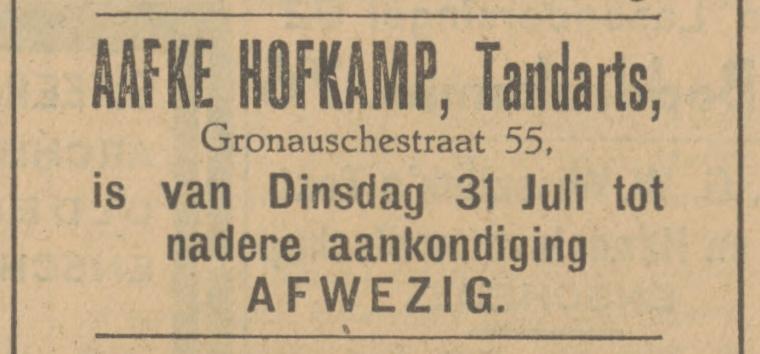 AAFKE HOFKAMP, Tandarts,
Gronauschestraat 55,
is van Dinsdag 31 Juli tot
nadere aankondiging
AFWEZIG.